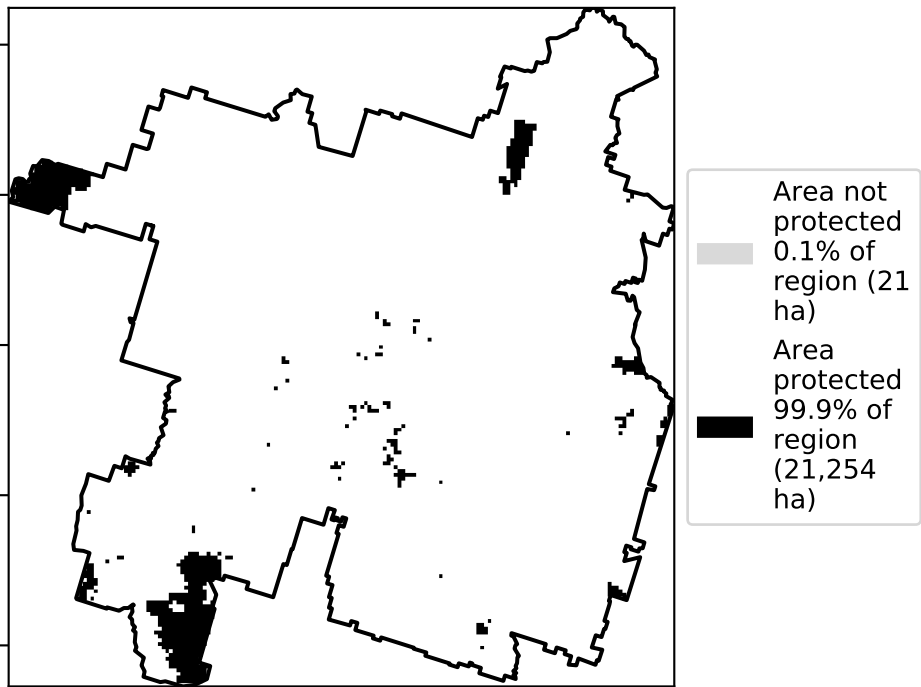 Area not
protected
0.1% of
region (21
ha)
Area
protected
99.9% of
region
(21,254
ha)